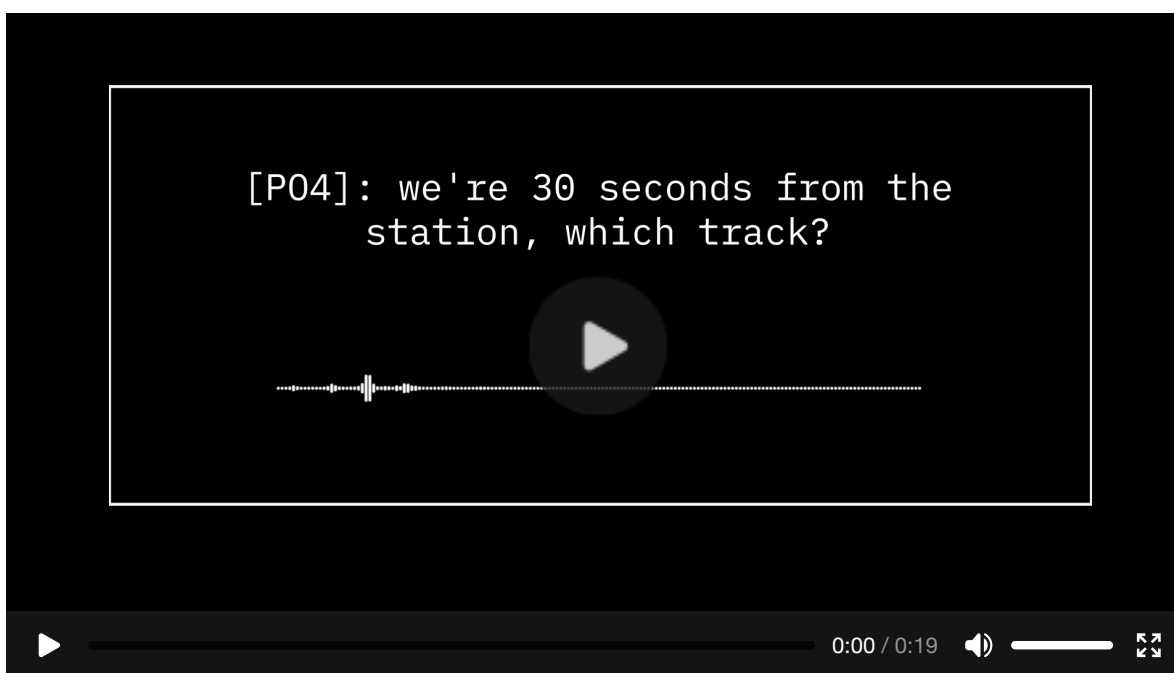 [PO4]: we're 30 seconds from the
station, which track?
0:00 / 0:19